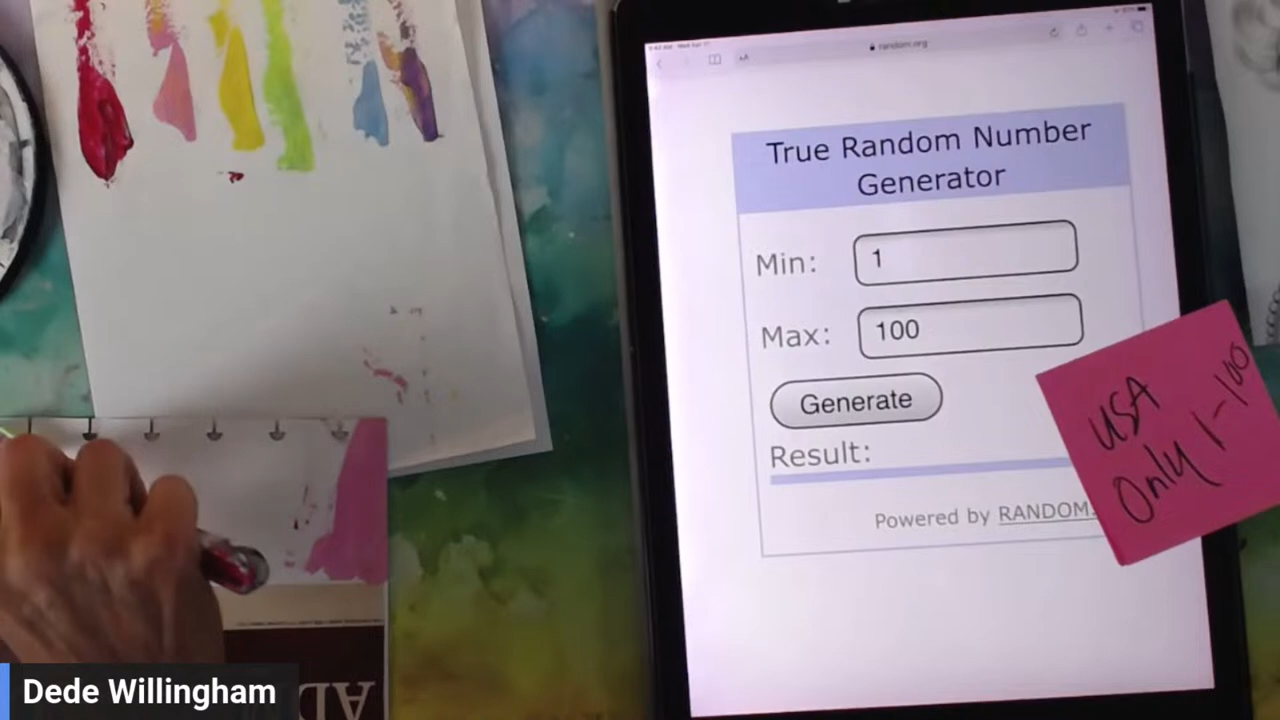 random.org
True Random Number
Generator
Min: 1
Max: 100
Generate
Result:
Powered by RANDOM.
USA
Only 1-100
Dede Willingham